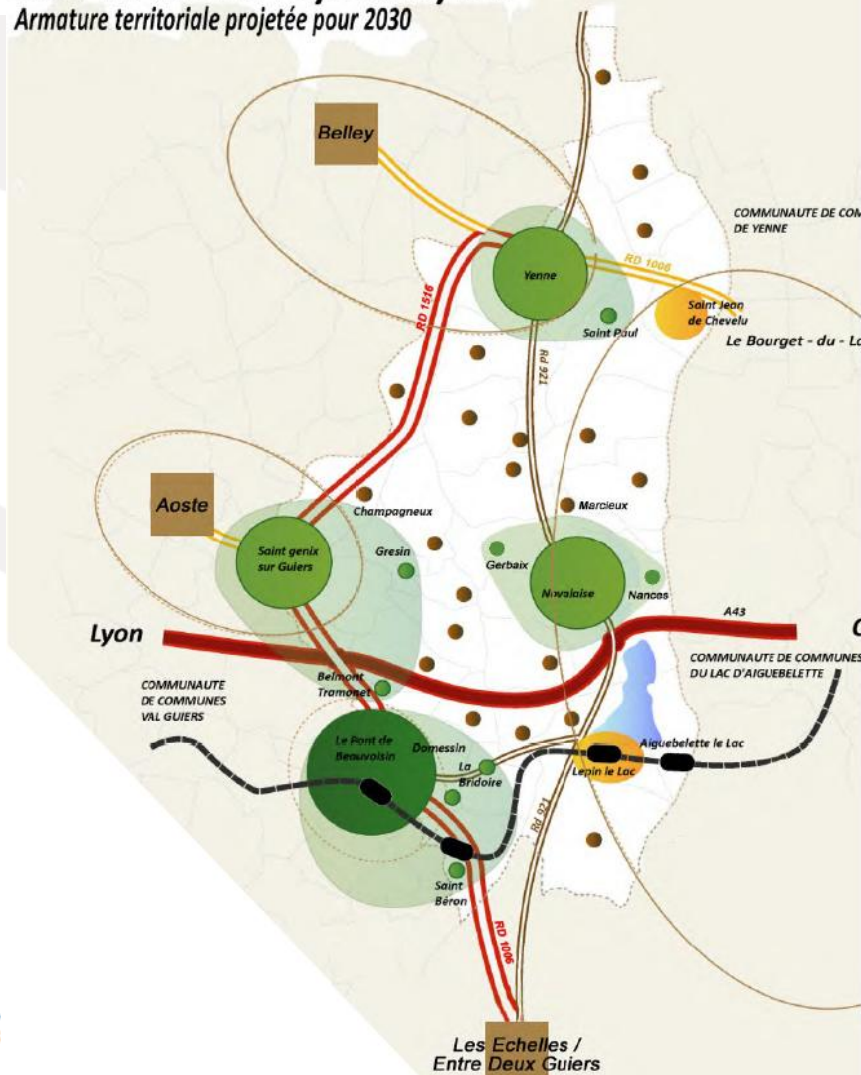 Armature territoriale projetée pour 2030
Belley
COMMUNAUTE DE COM
DE YENNE
Yenne
RD 1006
RD 1516
Saint Jean
de Chevelu
Saint Paul
Le Bourget - du - La
Rd 921
Aoste
Champagneux
Marcieux
Saint genix
sur Guiers
Gresin
Gerbaix
Novalaise
Nances
A43
Lyon
COMMUNAUTE DE COMMUNES
DU LAC D'AIGUEBELETTE
COMMUNAUTE
DE COMMUNES
VAL GUIERS
Belmont
Tramonet
Le Pont de
Beauvoisin
Domessin
La
Bridoire
Aiguebelette le Lac
Lepin le Lac
Rd 921
Saint
Béron
RD 1006
Les Echelles /
Entre Deux Guiers